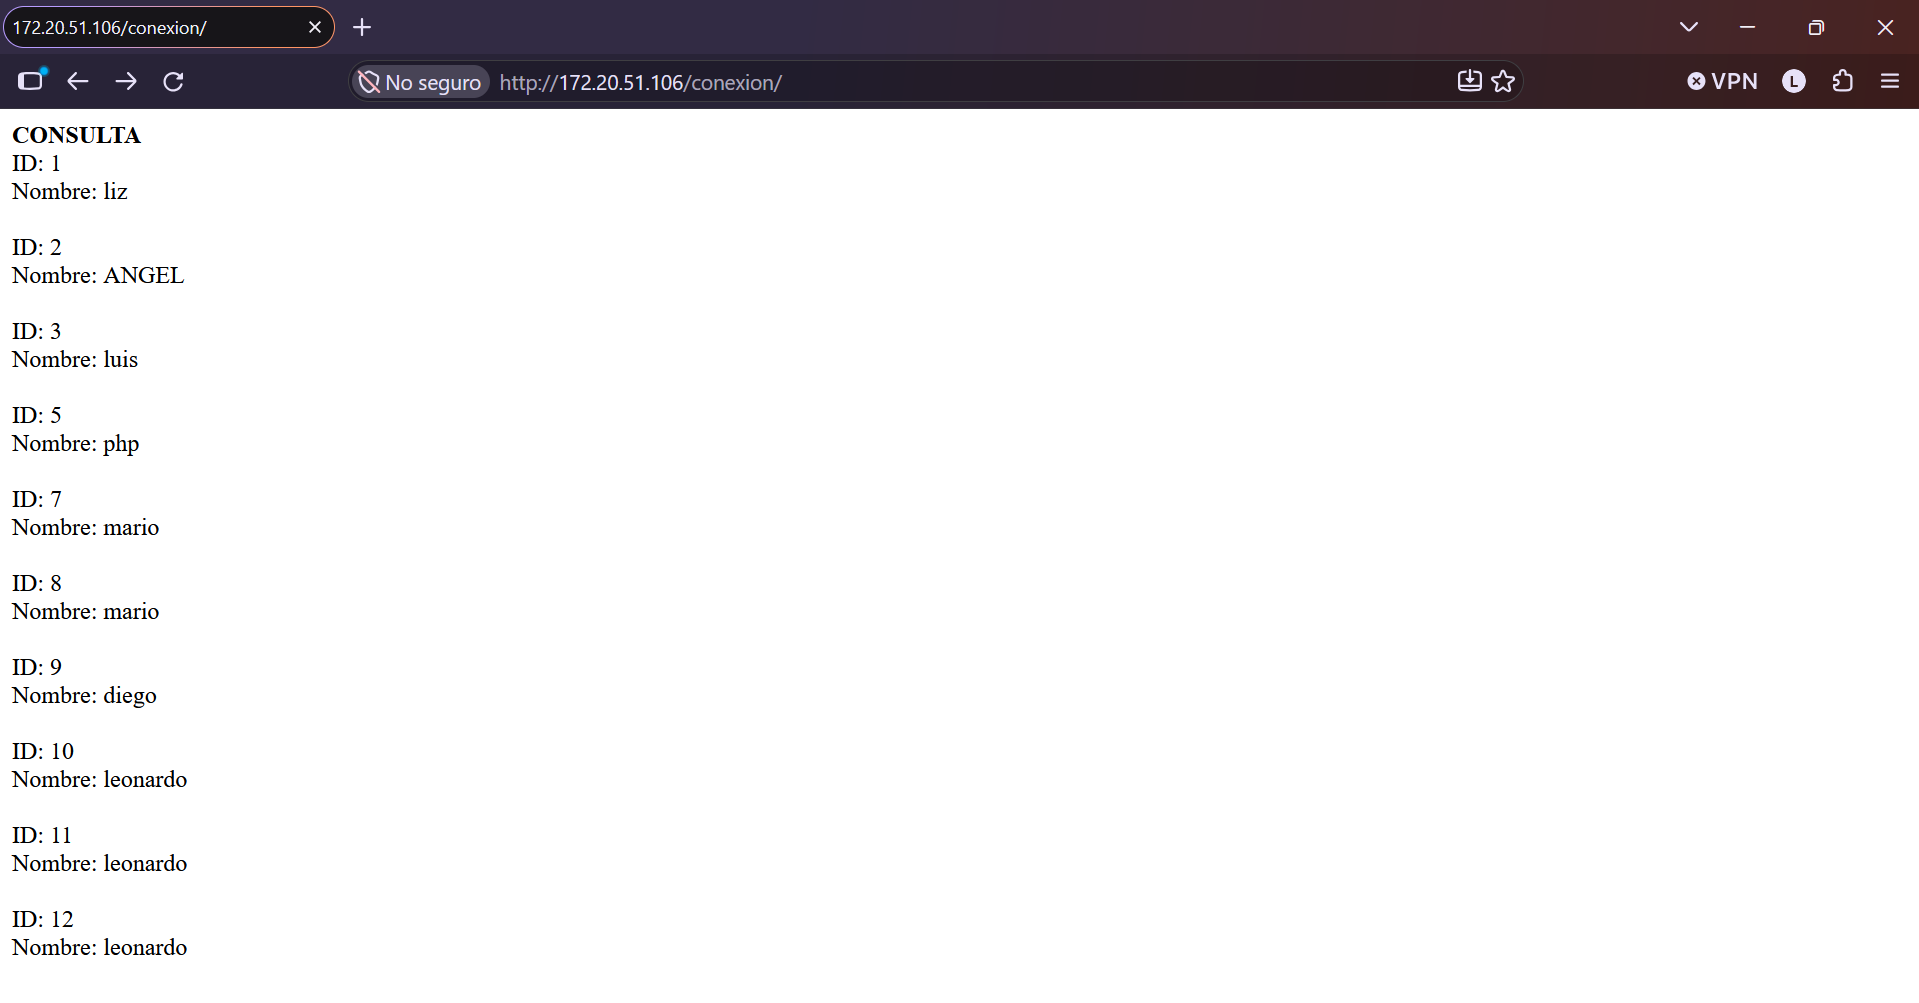 172.20.51.106/conexion/
No seguro http://172.20.51.106/conexion/
VPN
L
CONSULTA
ID: 1
Nombre: liz
ID: 2
Nombre: ANGEL
ID: 3
Nombre: luis
ID: 5
Nombre: php
ID: 7
Nombre: mario
ID: 8
Nombre: mario
ID: 9
Nombre: diego
ID: 10
Nombre: leonardo
ID: 11
Nombre: leonardo
ID: 12
Nombre: leonardo